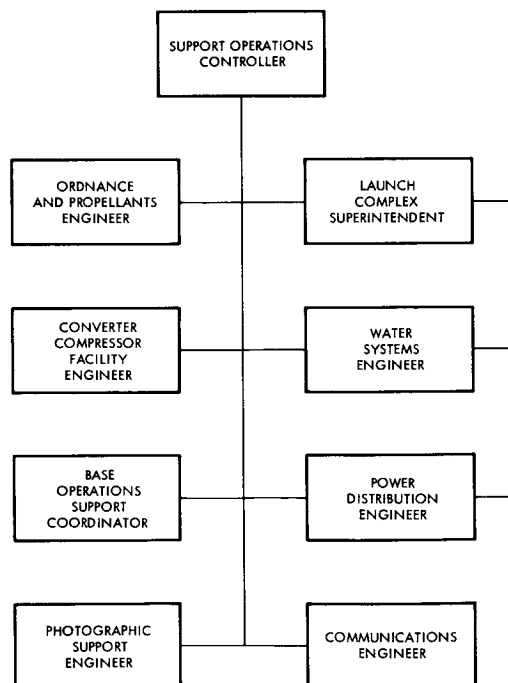 SUPPORT OPERATIONS
CONTROLLER
ORDNANCE
AND PROPELLANTS
ENGINEER
LAUNCH
COMPLEX
SUPERINTENDENT
CONVERTER
COMPRESSOR
FACILITY
ENGINEER
WATER
SYSTEMS
ENGINEER
BASE
OPERATIONS
SUPPORT
COORDINATOR
POWER
DISTRIBUTION
ENGINEER
PHOTOGRAPHIC
SUPPORT
ENGINEER
COMMUNICATIONS
ENGINEER